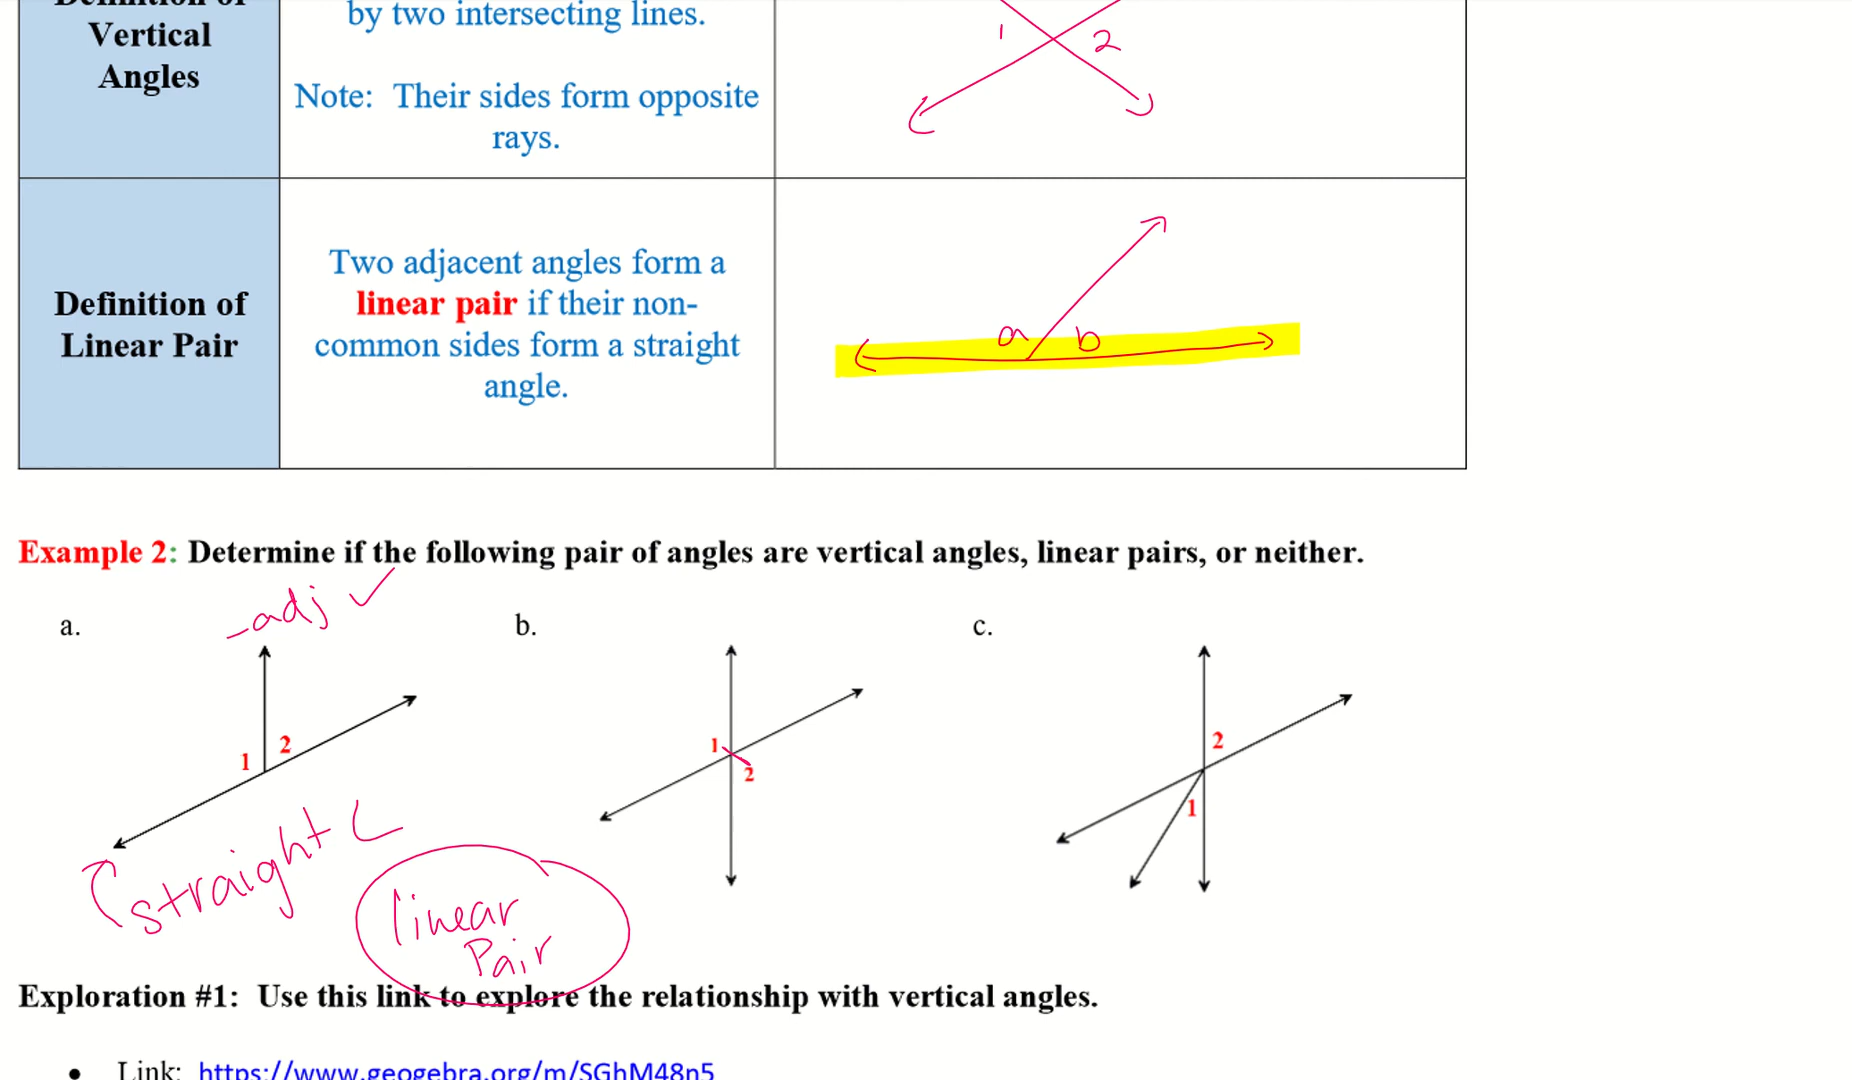 Definition of
Vertical
Angles
by two intersecting lines.
Note: Their sides form opposite
rays.
1 2
Definition of
Linear Pair
Two adjacent angles form a
linear pair if their non-
common sides form a straight
angle.
a b
Example 2: Determine if the following pair of angles are vertical angles, linear pairs, or neither.
-adj ✓
a.
b.
c.
1 2
1 2
2
1
straight
linear
Pair
Exploration #1: Use this link to explore the relationship with vertical angles.
• Link: https://www.geogebra.org/m/SGhM48n5